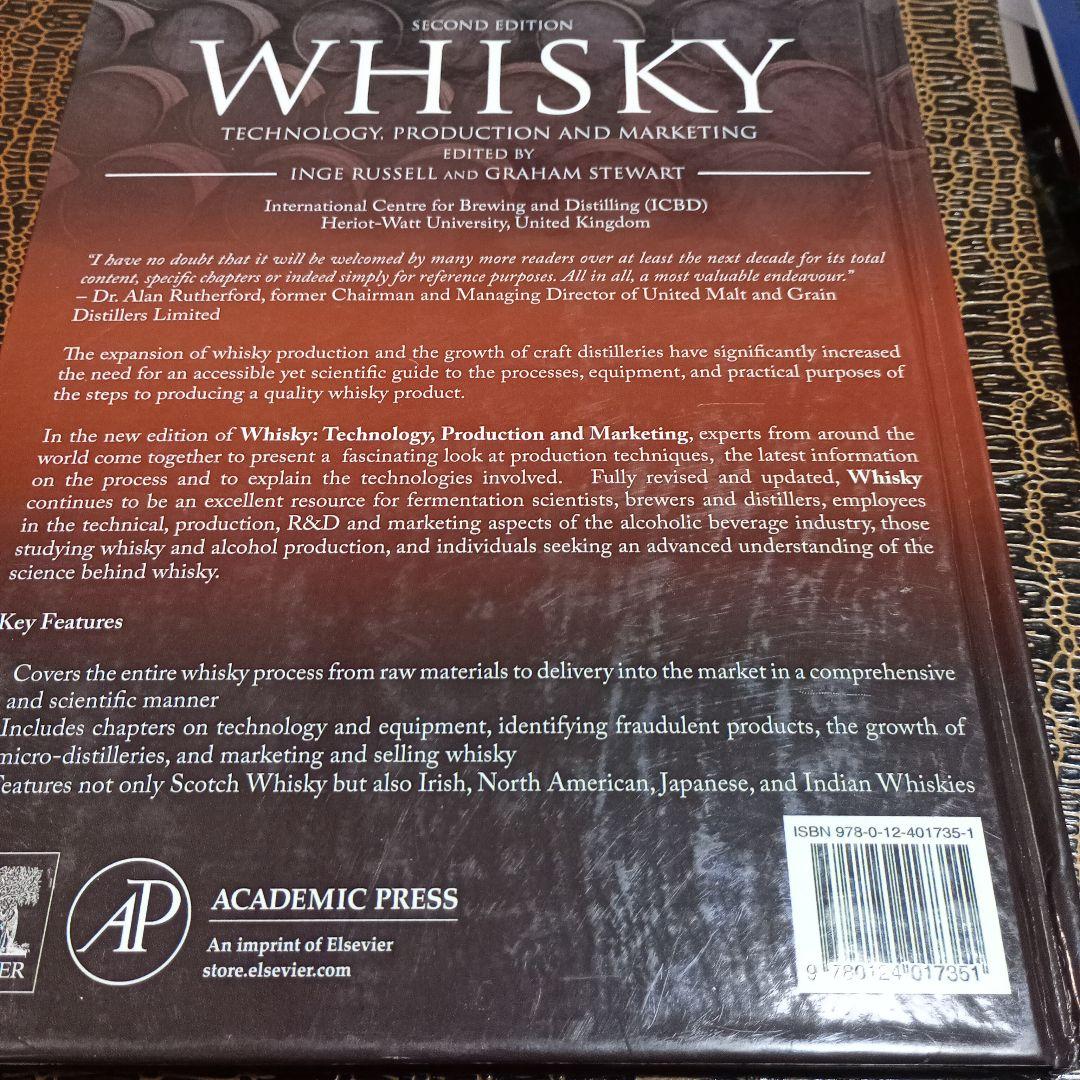 SECOND EDITION
WHISKY
TECHNOLOGY, PRODUCTION AND MARKETING
EDITED BY
INGE RUSSELL AND GRAHAM STEWART
International Centre for Brewing and Distilling (ICBD)
Heriot-Watt University, United Kingdom
"I have no doubt that it will be welcomed by many more readers over at least the next decade for its total
content, specific chapters or indeed simply for reference purposes. All in all, a most valuable endeavour."
– Dr. Alan Rutherford, former Chairman and Managing Director of United Malt and Grain
Distillers Limited
The expansion of whisky production and the growth of craft distilleries have significantly increased
the need for an accessible yet scientific guide to the processes, equipment, and practical purposes of
the steps to producing a quality whisky product.
In the new edition of Whisky: Technology, Production and Marketing, experts from around the
world come together to present a fascinating look at production techniques, the latest information
on the process and to explain the technologies involved. Fully revised and updated, Whisky
continues to be an excellent resource for fermentation scientists, brewers and distillers, employees
in the technical, production, R&D and marketing aspects of the alcoholic beverage industry, those
studying whisky and alcohol production, and individuals seeking an advanced understanding of the
science behind whisky.
Key Features
Covers the entire whisky process from raw materials to delivery into the market in a comprehensive
and scientific manner
Includes chapters on technology and equipment, identifying fraudulent products, the growth of
micro-distilleries, and marketing and selling whisky
eatures not only Scotch Whisky but also Irish, North American, Japanese, and Indian Whiskies
ISBN 978-0-12-401735-1
9 780124 017351
ER
AP
ACADEMIC PRESS
An imprint of Elsevier
store.elsevier.com